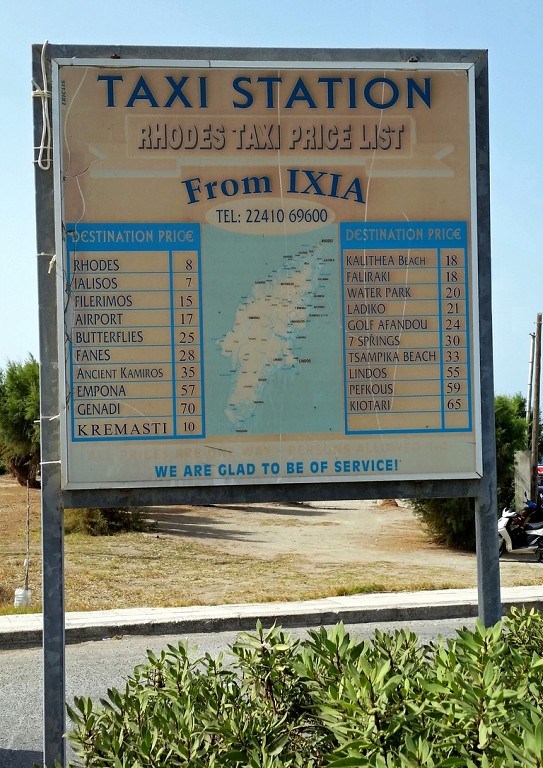 TAXI STATION
RHODES TAXI PRICE LIST
From IXIA
TEL: 22410 69600
DESTINATION PRICE
RHODES 8
IALISOS 7
FILERIMOS 15
AIRPORT 17
BUTTERFLIES 25
FANES 28
ANCIENT KAMIROS 35
EMPONA 57
GENADI 70
KREMASTI 10
DESTINATION PRICE
KALITHEA BEACH 18
FALIRAKI 18
WATER PARK 20
LADIKO 21
GOLF AFANDOU 24
7 SPRINGS 30
TSAMPIKA BEACH 33
LINDOS 55
PEFKOUS 59
KIOTARI 65
WE ARE GLAD TO BE OF SERVICE!